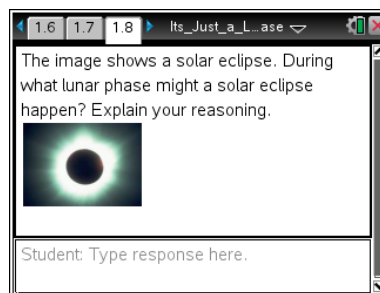 1.6 1.7 1.8 Its_Just_a_L...ase
The image shows a solar eclipse. During
what lunar phase might a solar eclipse
happen? Explain your reasoning.
Student: Type response here.